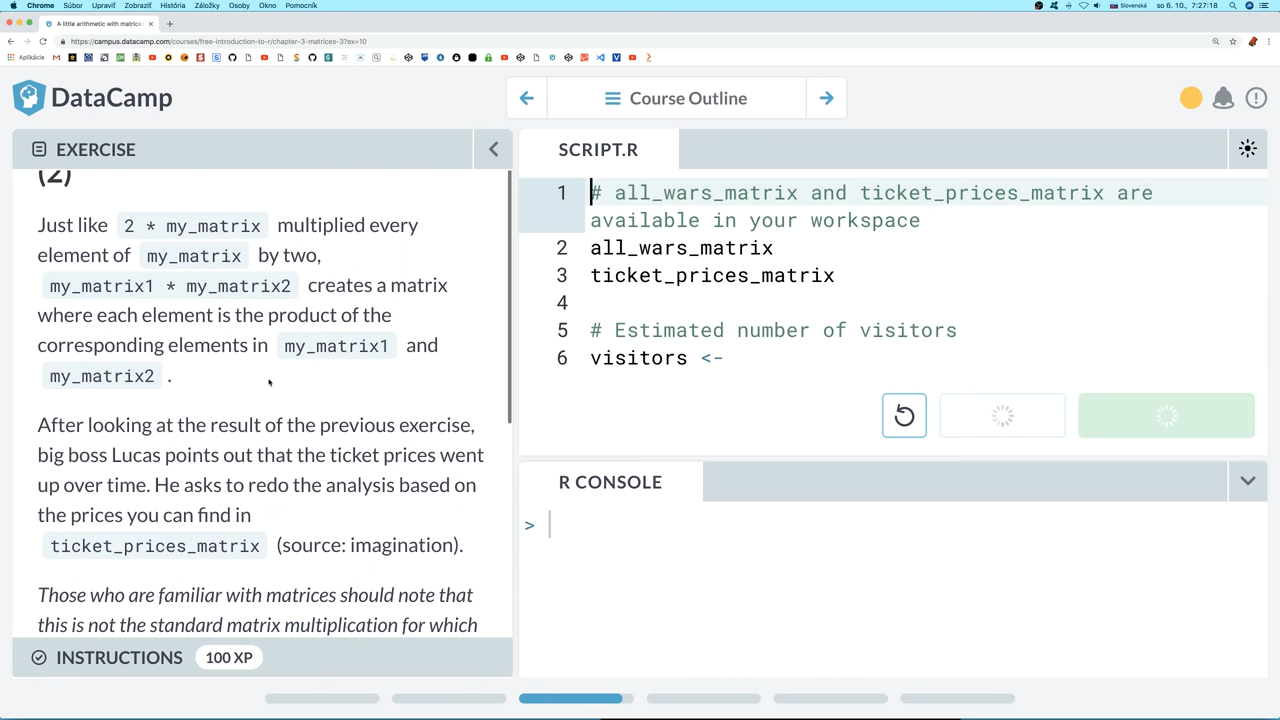 Chrome Súbor Upraviť Zobraziť História Záložky Osoby Okno Pomocník
Slovenská so 6. 10., 7:27:18
A little arithmetic with matrices
https://campus.datacamp.com/courses/free-introduction-to-r/chapter-3-matrices-3?ex=10
Aplikácie
DataCamp
Course Outline
EXERCISE
(2)
Just like 2 * my_matrix multiplied every
element of my_matrix by two,
my_matrix1 * my_matrix2 creates a matrix
where each element is the product of the
corresponding elements in my_matrix1 and
my_matrix2 .
After looking at the result of the previous exercise,
big boss Lucas points out that the ticket prices went
up over time. He asks to redo the analysis based on
the prices you can find in
ticket_prices_matrix (source: imagination).
Those who are familiar with matrices should note that
this is not the standard matrix multiplication for which
INSTRUCTIONS 100 XP
SCRIPT.R
1 # all_wars_matrix and ticket_prices_matrix are
available in your workspace
2 all_wars_matrix
3 ticket_prices_matrix
4
5 # Estimated number of visitors
6 visitors <-
R CONSOLE
>